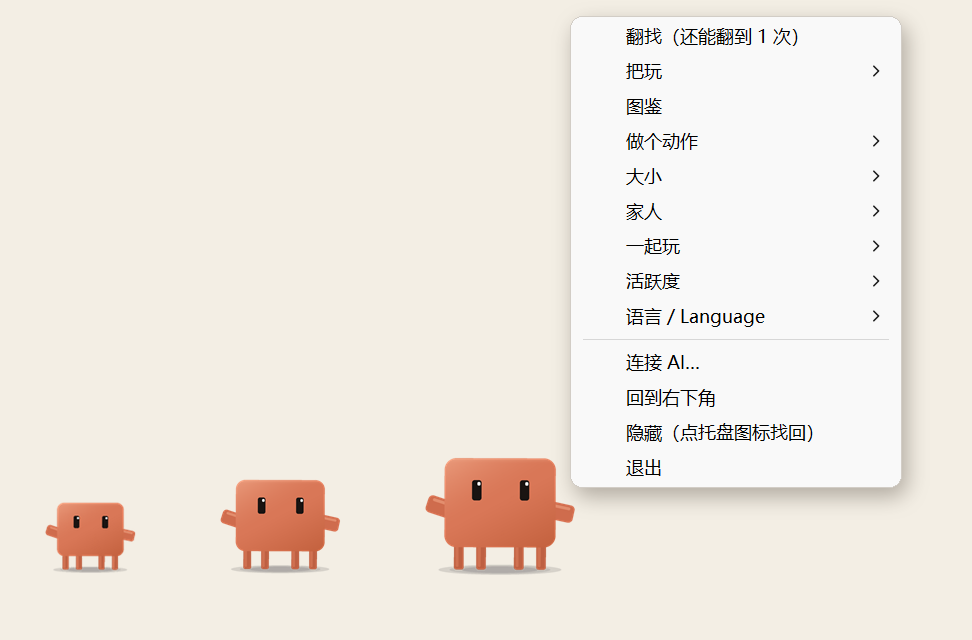 翻找（还能翻到 1 次）
把玩
图鉴
做个动作
大小
家人
一起玩
活跃度
语言 / Language
连接 AI...
回到右下角
隐藏（点托盘图标找回）
退出